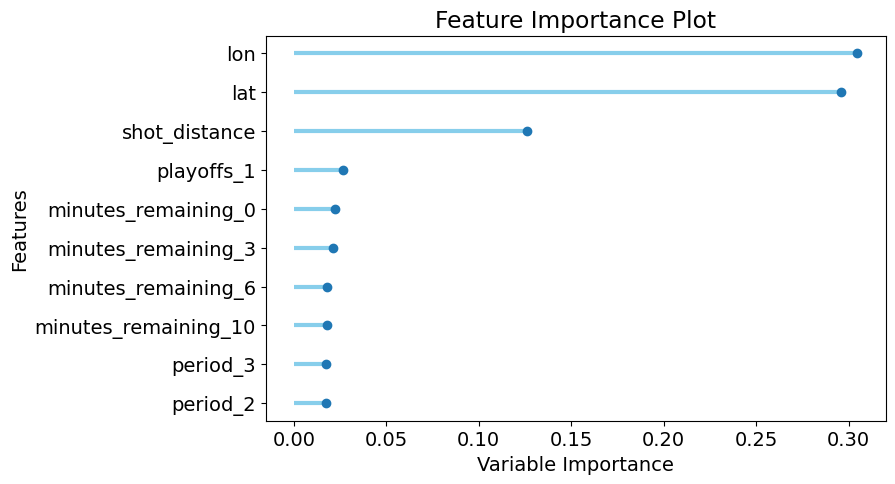 Feature Importance Plot
Features
lon
lat
shot_distance
playoffs_1
minutes_remaining_0
minutes_remaining_3
minutes_remaining_6
minutes_remaining_10
period_3
period_2
0.00 0.05 0.10 0.15 0.20 0.25 0.30
Variable Importance